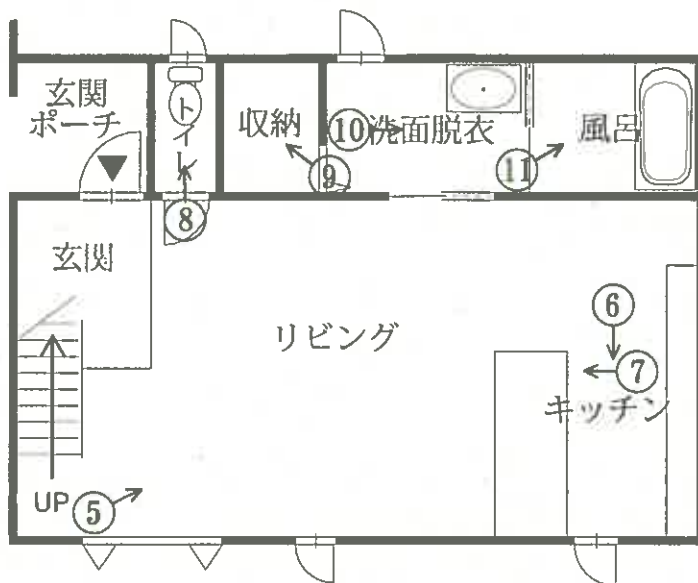 玄関
ポーチ
トイレ
収納
⑩洗面脱衣
風呂
⑨
⑪
⑧
玄関
リビング
⑥
⑦
キッチン
UP
⑤